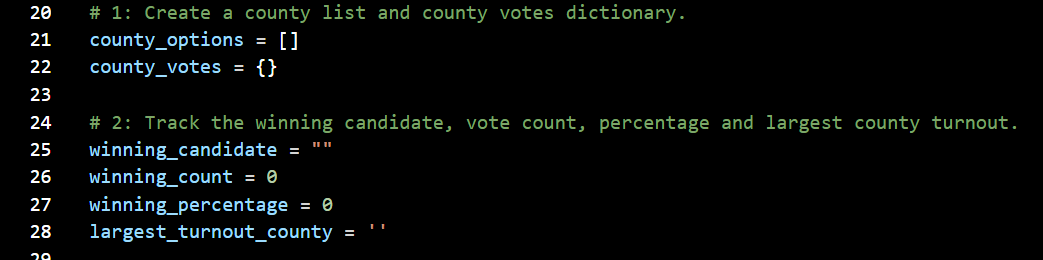 20 # 1: Create a county list and county votes dictionary.
21 county_options = []
22 county_votes = {}
23
24 # 2: Track the winning candidate, vote count, percentage and largest county turnout.
25 winning_candidate = ""
26 winning_count = 0
27 winning_percentage = 0
28 largest_turnout_county = ''
29